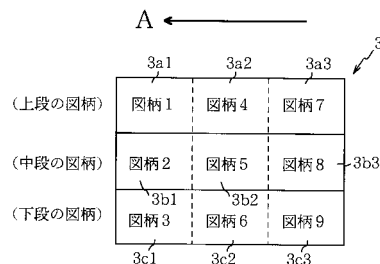 A
3
3a1 3a2 3a3
(上段の図柄) 図柄1 図柄4 図柄7
(中段の図柄) 図柄2 図柄5 図柄8 3b3
3b1 3b2
(下段の図柄) 図柄3 図柄6 図柄9
3c1 3c2 3c3